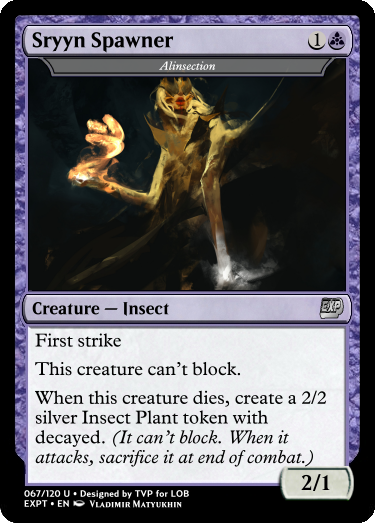 Sryyn Spawner 1
Alinsection
Creature — Insect EXP
First strike
This creature can't block.
When this creature dies, create a 2/2
silver Insect Plant token with
decayed. (It can't block. When it
attacks, sacrifice it at end of combat.)
2/1
067/120 U • Designed by TVP for LOB
EXPT • EN Vladimir Matyukhin